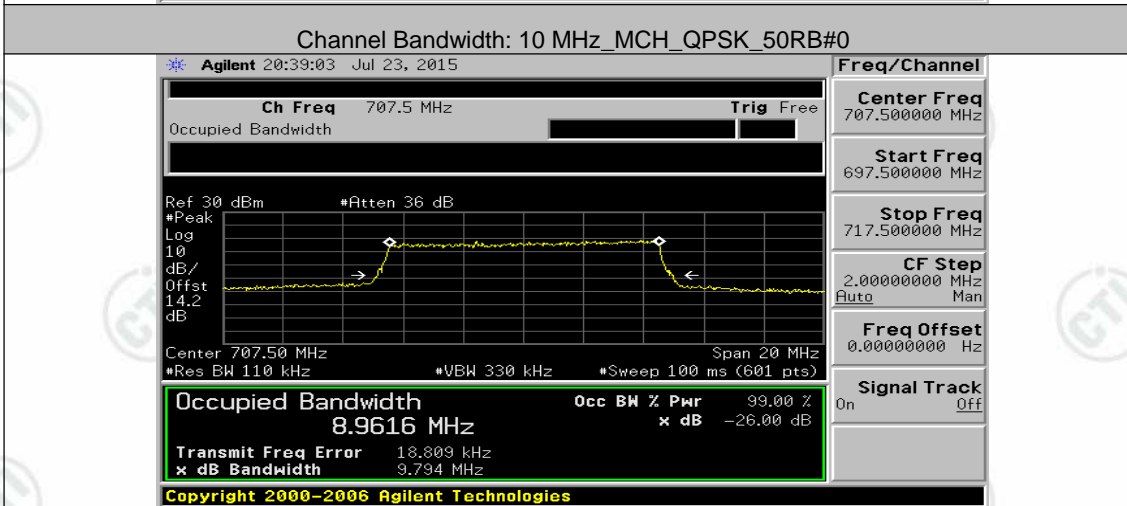 Channel Bandwidth: 10 MHz_MCH_QPSK_50RB#0
Agilent 20:39:03 Jul 23, 2015
Freq/Channel
Ch Freq 707.5 MHz Trig Free
Occupied Bandwidth
Center Freq
707.500000 MHz
Start Freq
697.500000 MHz
Stop Freq
717.500000 MHz
CF Step
2.00000000 MHz
Auto Man
Freq Offset
0.00000000 Hz
Signal Track
On Off
Ref 30 dBm #Atten 36 dB
#Peak
Log
10
dB/
Offst
14.2
dB
Center 707.50 MHz Span 20 MHz
#Res BW 110 kHz #VBW 330 kHz #Sweep 100 ms (601 pts)
Occupied Bandwidth Occ BW % Pwr 99.00 %
8.9616 MHz x dB -26.00 dB
Transmit Freq Error 18.809 kHz
x dB Bandwidth 9.794 MHz
Copyright 2000-2006 Agilent Technologies
CTI
CTI